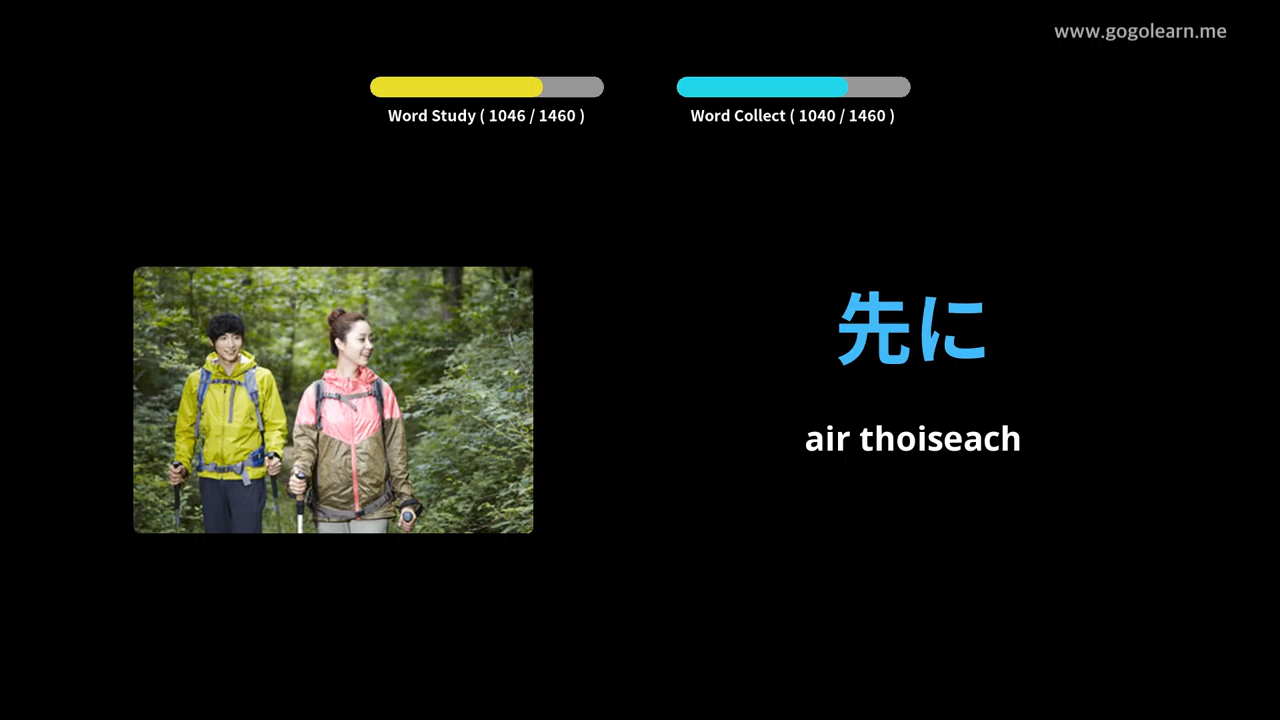 www.gogolearn.me
Word Study ( 1046 / 1460 )
Word Collect ( 1040 / 1460 )
先に
air thoiseach